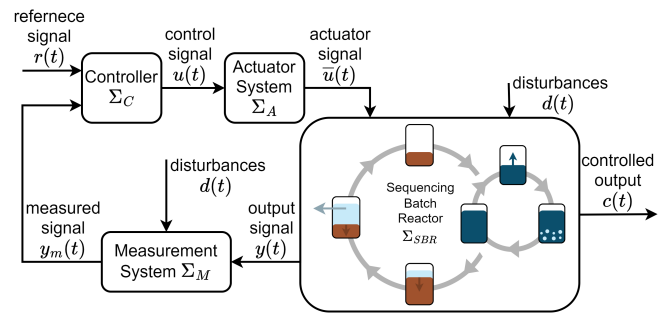 refernece
signal
r(t)
Controller
Σ_C
control
signal
u(t)
Actuator
System
Σ_A
actuator
signal
u̅(t)
disturbances
d(t)
Sequencing
Batch
Reactor
Σ_SBR
controlled
output
c(t)
disturbances
d(t)
measured
signal
y_m(t)
Measurement
System Σ_M
output
signal
y(t)